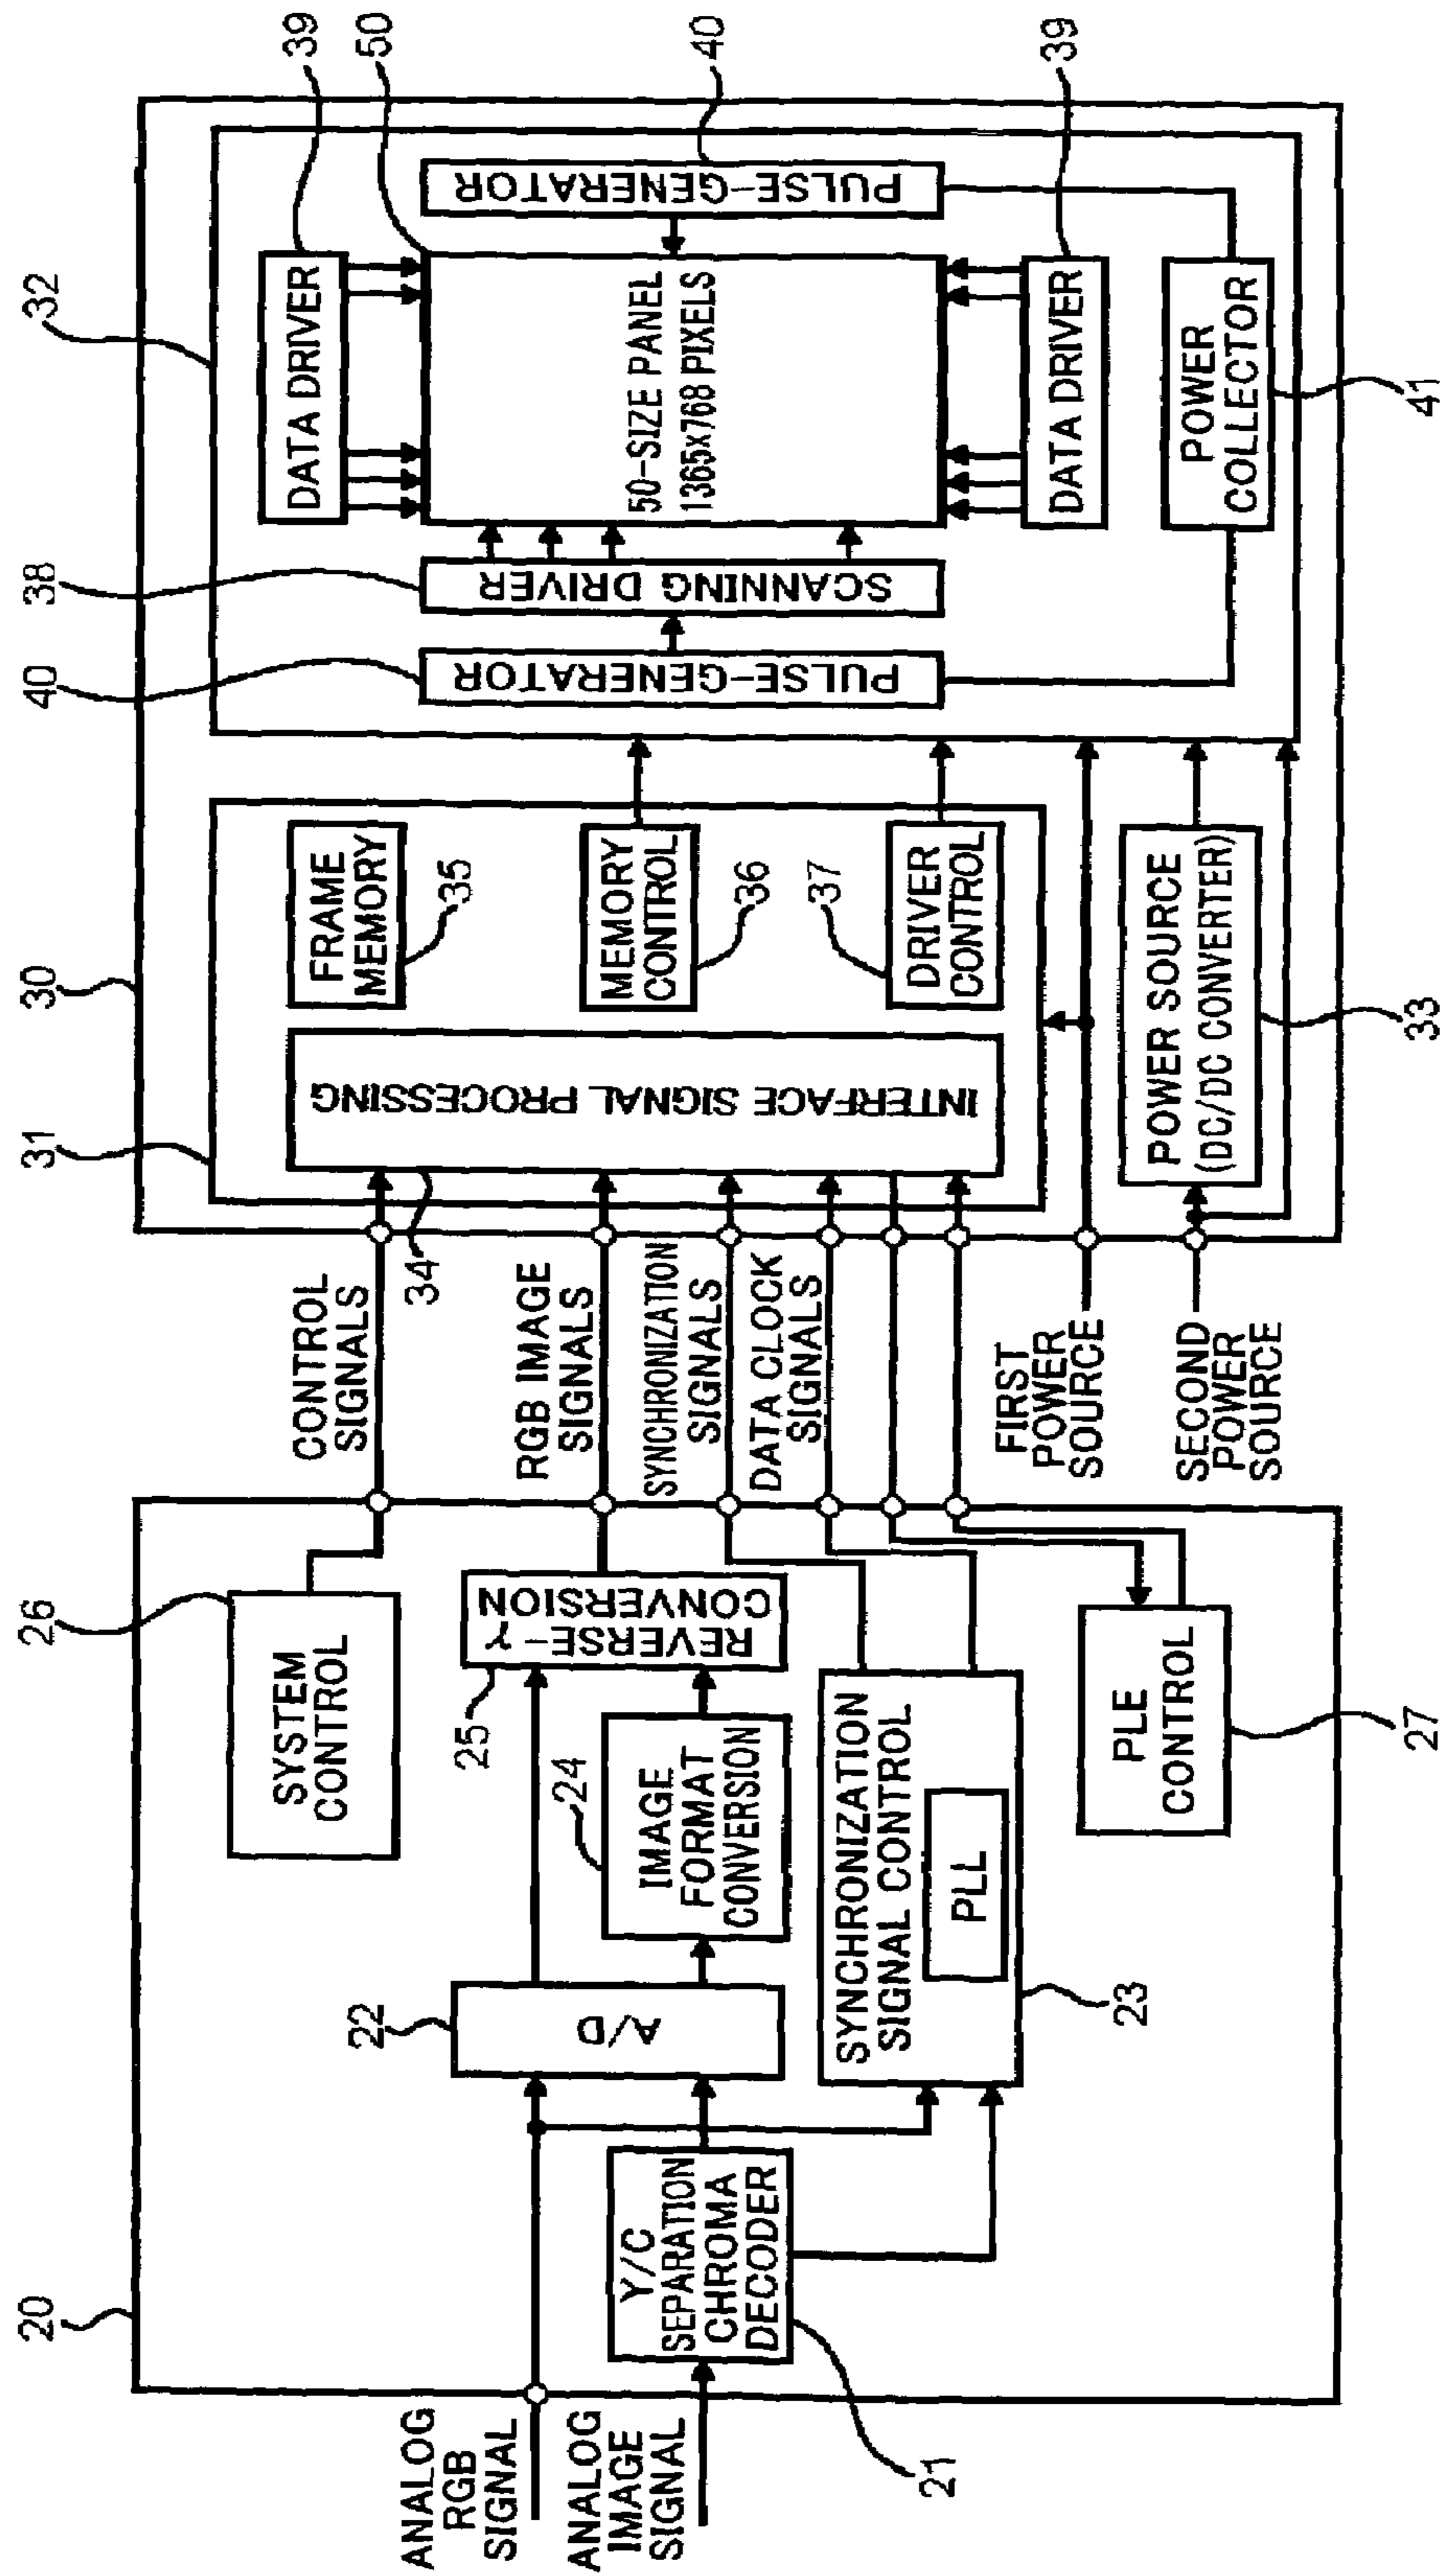 20
ANALOG
RGB
SIGNAL
ANALOG
IMAGE
SIGNAL
Y/C
SEPARATION
CHROMA
DECODER
21
22
A/D
24
IMAGE
FORMAT
CONVERSION
25
REVERSE-γ
CONVERSION
26
SYSTEM
CONTROL
SYNCHRONIZATION
SIGNAL CONTROL
PLL
23
PLE
CONTROL
27
CONTROL
SIGNALS
RGB IMAGE
SIGNALS
SYNCHRONIZATION
SIGNALS
DATA CLOCK
SIGNALS
FIRST
POWER
SOURCE
SECOND
POWER
SOURCE
30
31
34
INTERFACE SIGNAL PROCESSING
FRAME
MEMORY
35
MEMORY
CONTROL
36
37
DRIVER
CONTROL
POWER SOURCE
(DC/DC CONVERTER)
33
32
40
PULSE-GENERATOR
38
SCANNING DRIVER
39
DATA DRIVER
50
50-SIZE PANEL
1365x768 PIXELS
PULSE-GENERATOR
40
DATA DRIVER
39
POWER
COLLECTOR
41